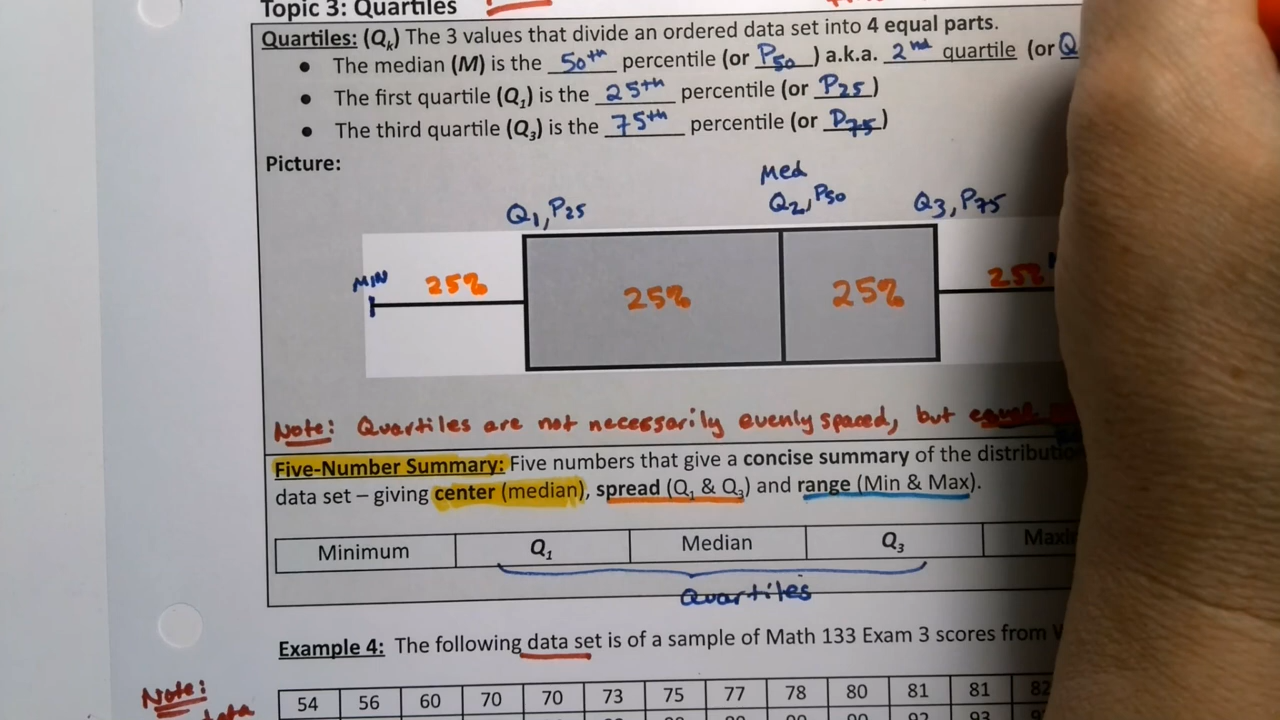 Topic 3: Quartiles
Quartiles: (Qk) The 3 values that divide an ordered data set into 4 equal parts.
• The median (M) is the 50th percentile (or P50) a.k.a. 2nd quartile (or Q
• The first quartile (Q1) is the 25th percentile (or P25)
• The third quartile (Q3) is the 75th percentile (or P75)
Picture:
Med
Q1, P25 Q2, P50 Q3, P75
MIN 25% 25% 25% 25%
Note: Quartiles are not necessarily evenly spaced, but equal
Five-Number Summary: Five numbers that give a concise summary of the
data set – giving center (median), spread (Q1 & Q3) and range (Min & Max).
Minimum Q1 Median Q3
Quartiles
Example 4: The following data set is of a sample of Math 133 Exam 3 scores from
Note:
54 56 60 70 70 73 75 77 78 80 81 81 82
data